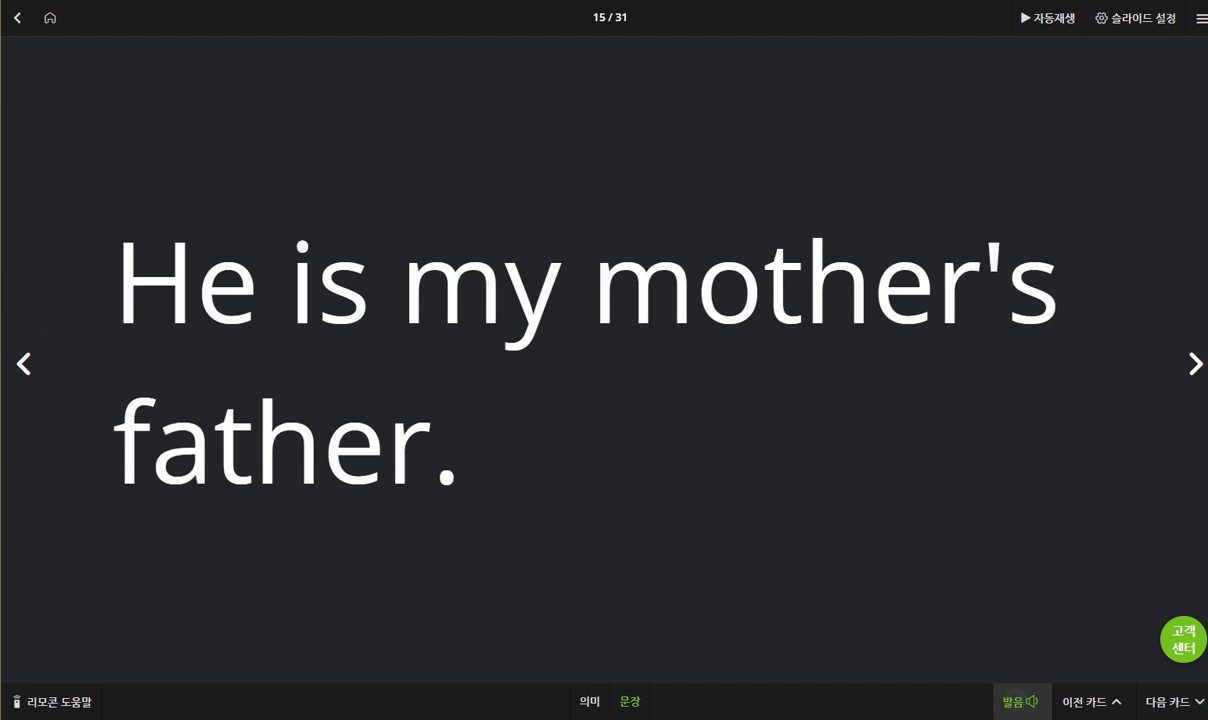 15 / 31
자동재생
슬라이드 설정
He is my mother's
father.
고객
센터
리모콘 도움말
의미
문장
발음
이전 카드
다음 카드